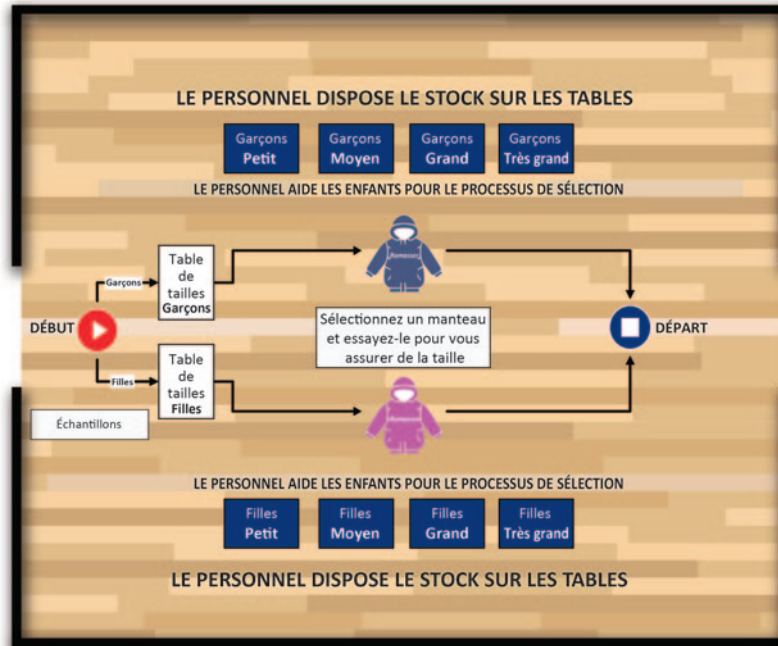 LE PERSONNEL DISPOSE LE STOCK SUR LES TABLES
Garçons
Petit
Garçons
Moyen
Garçons
Grand
Garçons
Très grand
LE PERSONNEL AIDE LES ENFANTS POUR LE PROCESSUS DE SÉLECTION
Garçons
Table
de
tailles
Garçons
DÉBUT
Sélectionnez un manteau
et essayez-le pour vous
assurer de la taille
DÉPART
Filles
Table
de
tailles
Filles
Échantillons
LE PERSONNEL AIDE LES ENFANTS POUR LE PROCESSUS DE SÉLECTION
Filles
Petit
Filles
Moyen
Filles
Grand
Filles
Très grand
LE PERSONNEL DISPOSE LE STOCK SUR LES TABLES